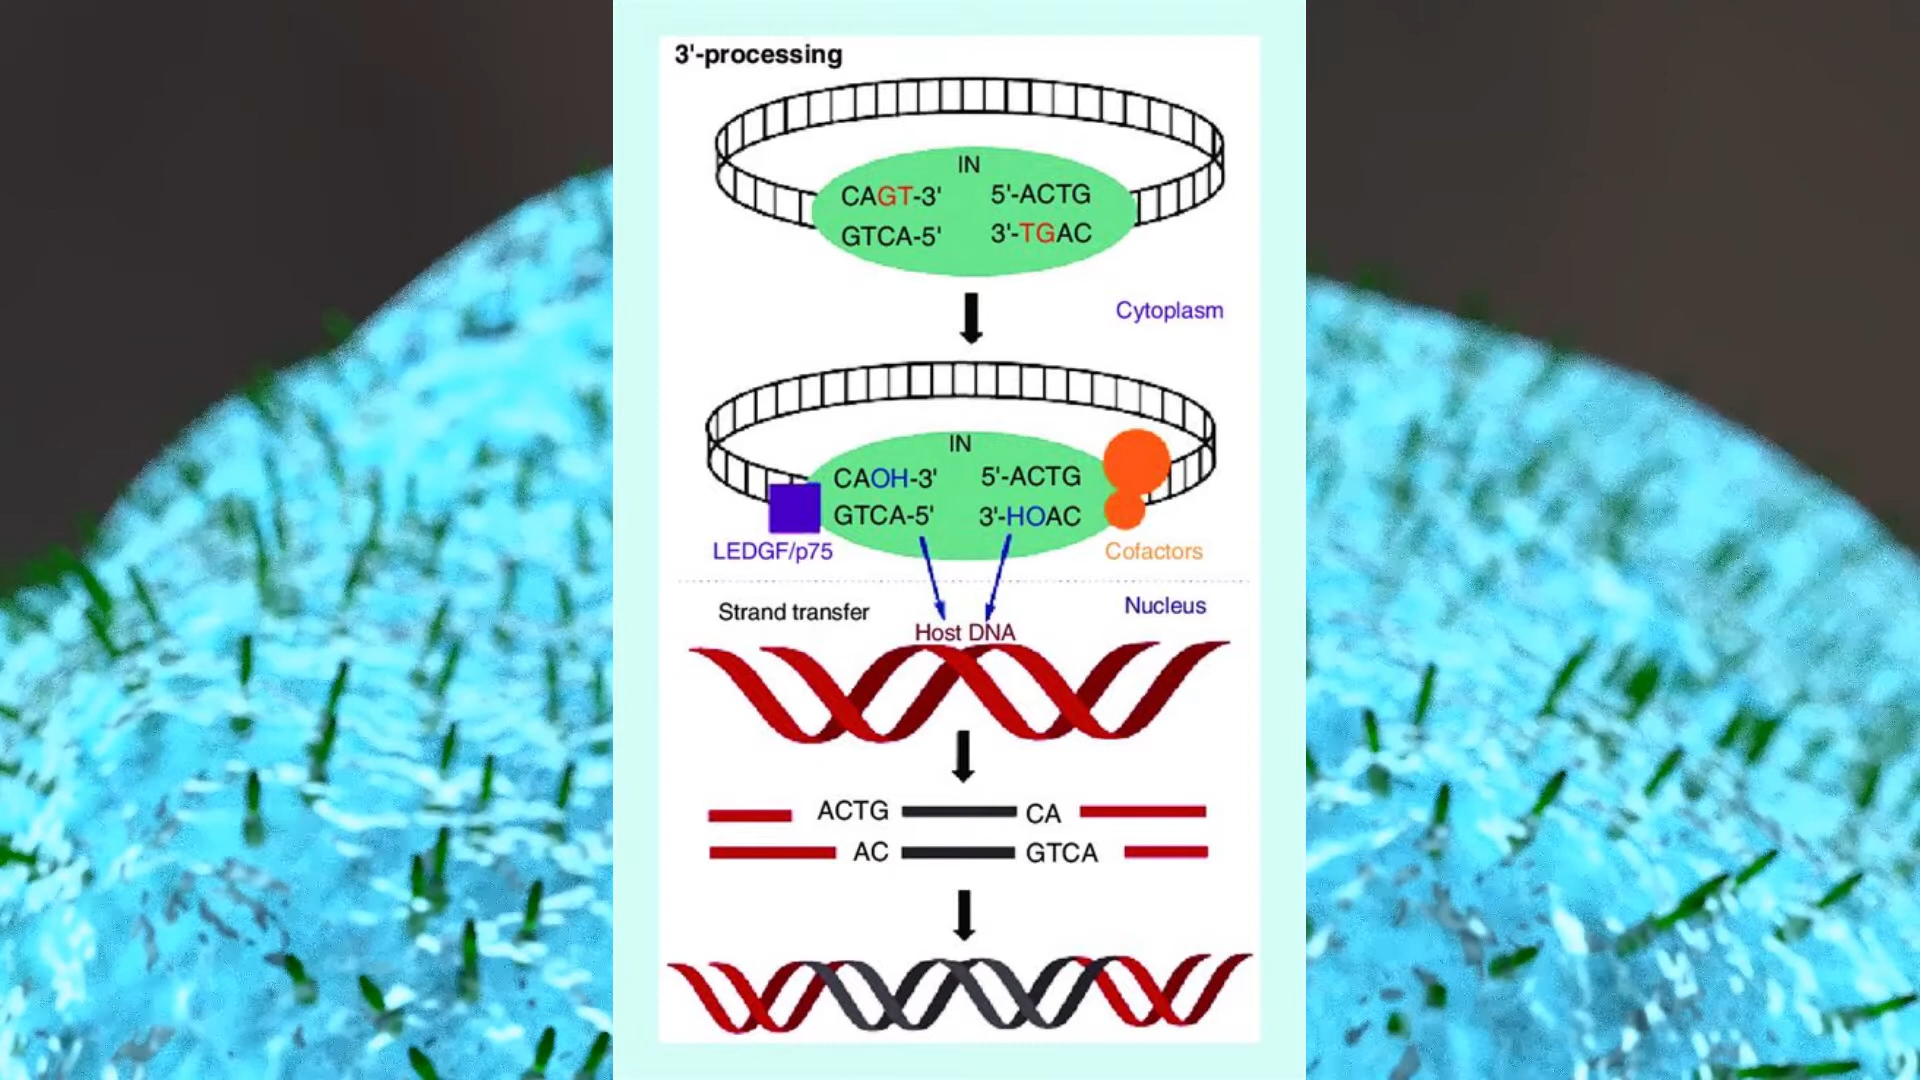 3'-processing
IN
CAGT-3' 5'-ACTG
GTCA-5' 3'-TGAC
Cytoplasm
IN
CAOH-3' 5'-ACTG
GTCA-5' 3'-HOAC
LEDGF/p75 Cofactors
Strand transfer Nucleus
Host DNA
ACTG CA
AC GTCA